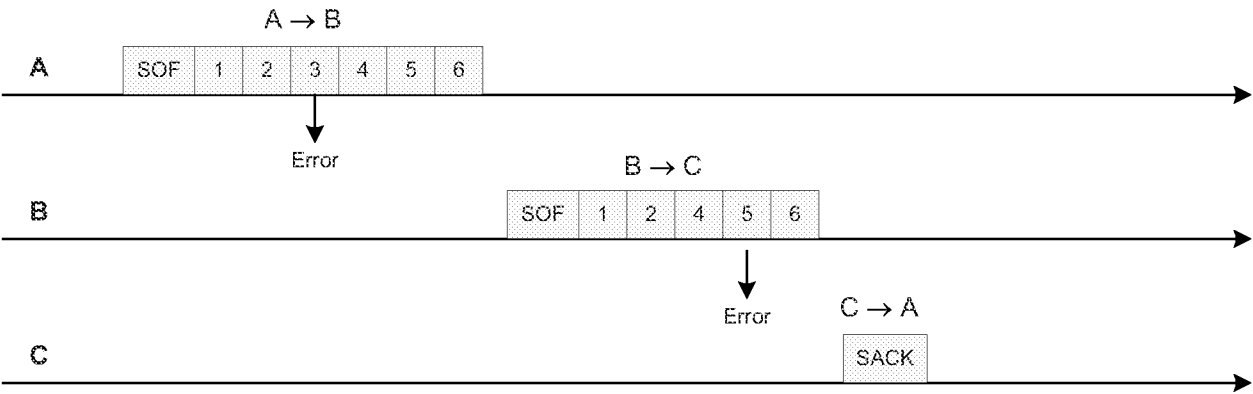 A → B
A SOF 1 2 3 4 5 6
Error
B → C
B SOF 1 2 4 5 6
Error
C → A
C SACK